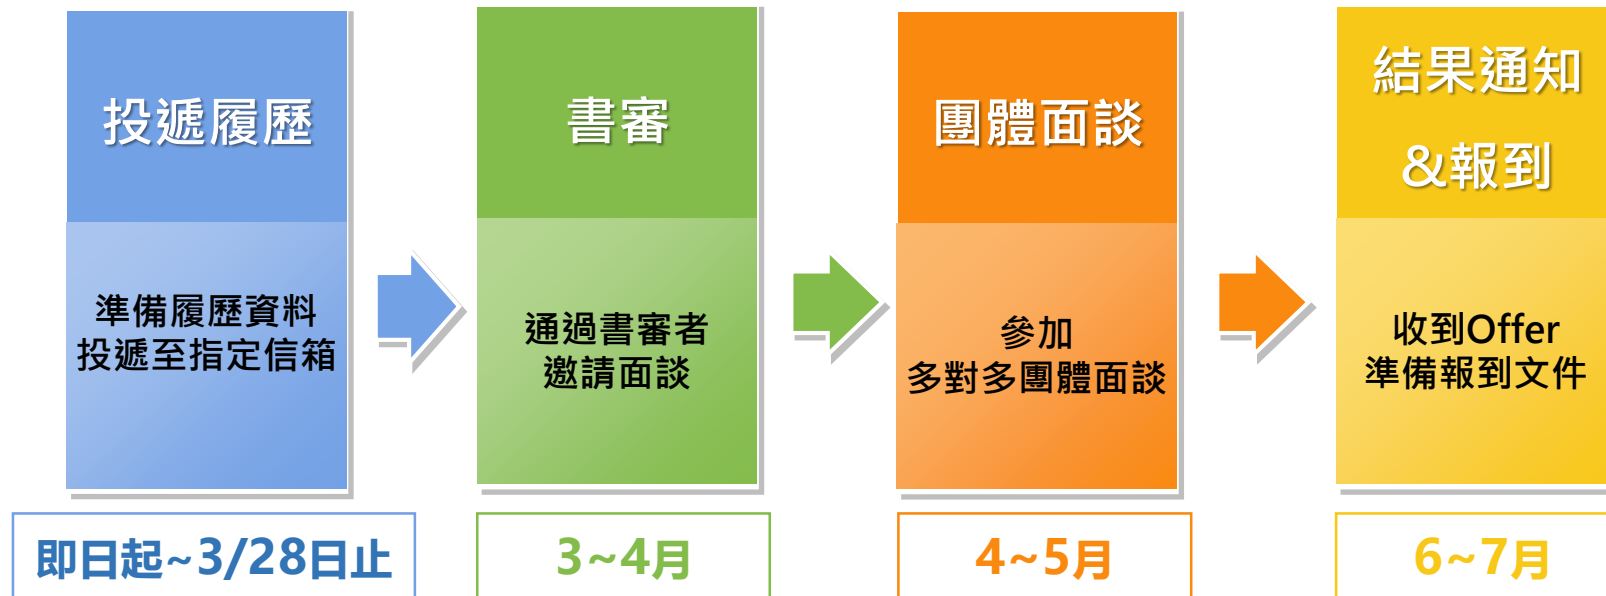 投遞履歷
準備履歷資料
投遞至指定信箱
即日起~3/28日止
書審
通過書審者
邀請面談
3~4月
團體面談
參加
多對多團體面談
4~5月
結果通知
&報到
收到Offer
準備報到文件
6~7月